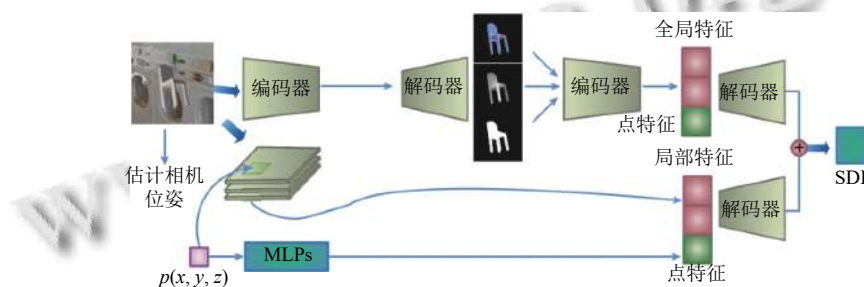 全局特征
编码器
解码器
编码器
解码器
点特征
局部特征
估计相机
位姿
SDI
解码器
MLPs
p(x, y, z)
点特征